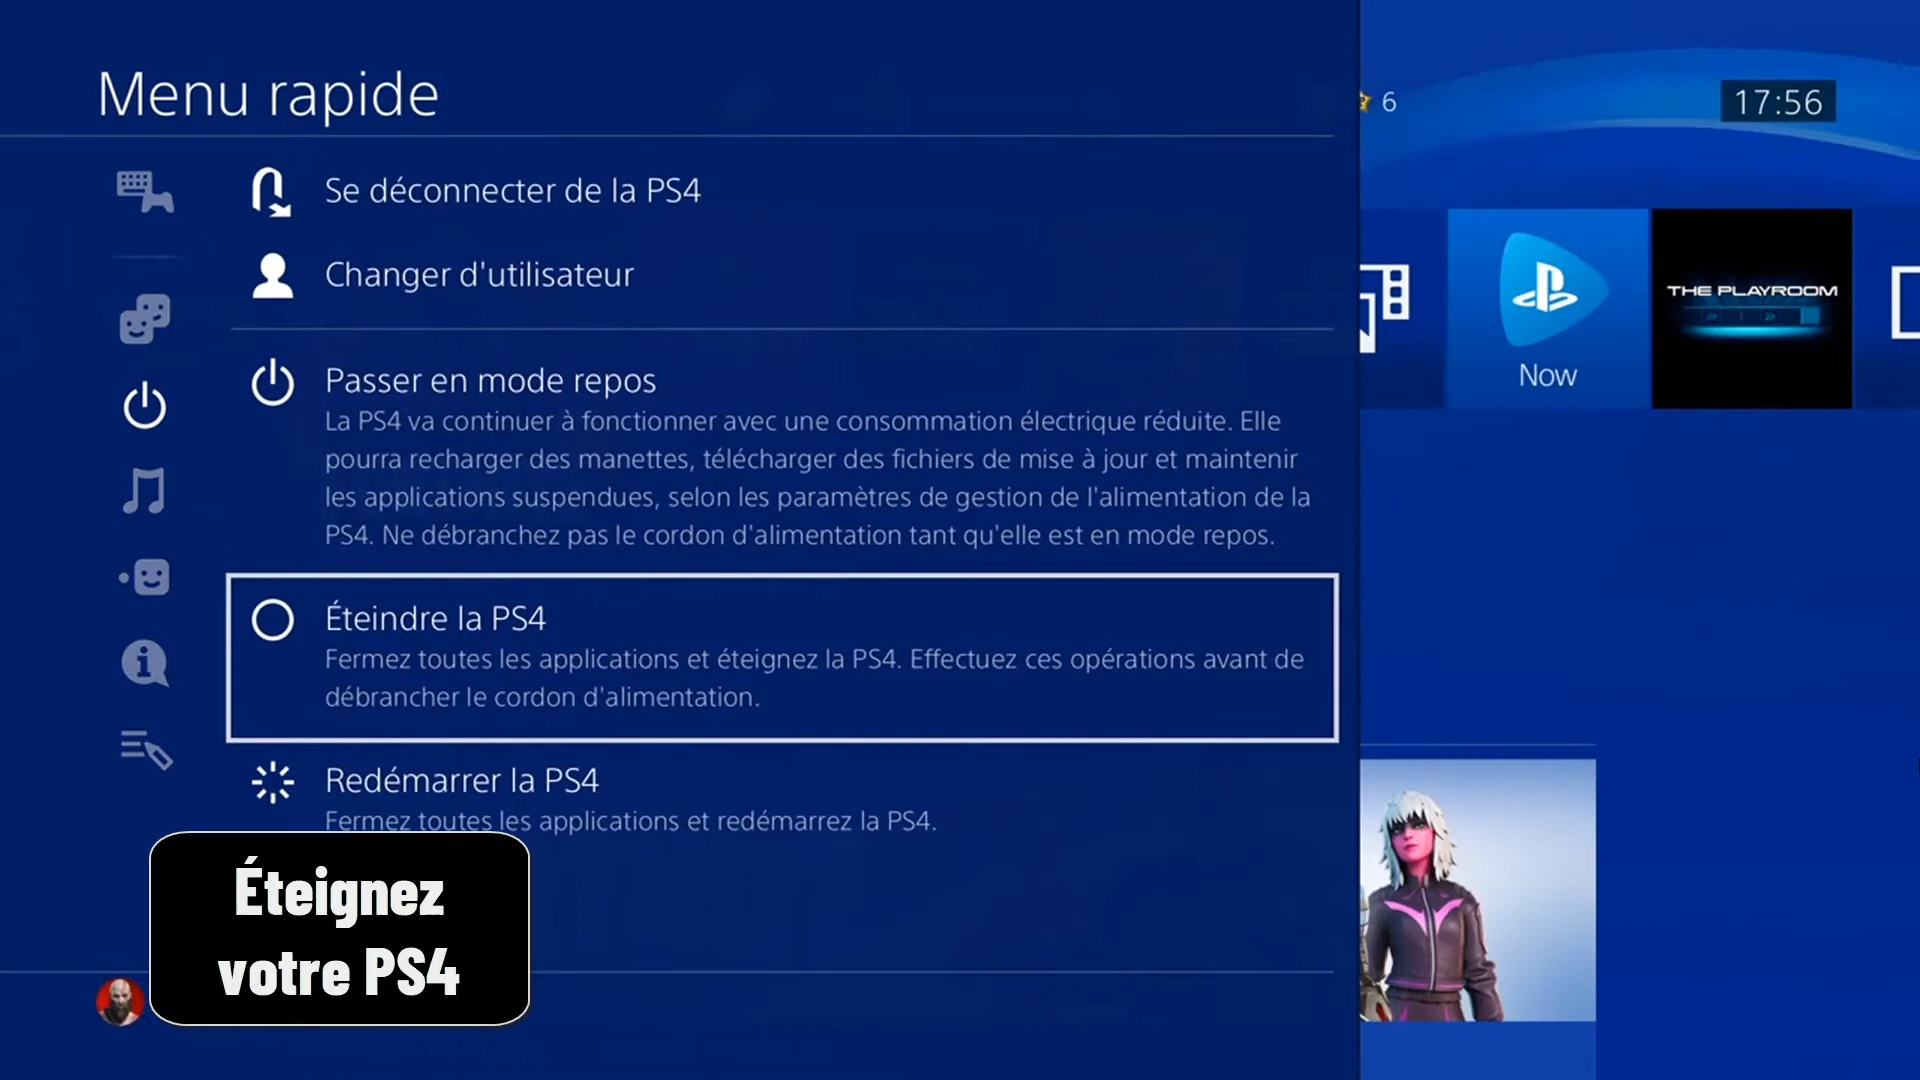 Menu rapide
6
17:56
Se déconnecter de la PS4
Changer d'utilisateur
Passer en mode repos
La PS4 va continuer à fonctionner avec une consommation électrique réduite. Elle
pourra recharger des manettes, télécharger des fichiers de mise à jour et maintenir
les applications suspendues, selon les paramètres de gestion de l'alimentation de la
PS4. Ne débranchez pas le cordon d'alimentation tant qu'elle est en mode repos.
Éteindre la PS4
Fermez toutes les applications et éteignez la PS4. Effectuez ces opérations avant de
débrancher le cordon d'alimentation.
Redémarrer la PS4
Fermez toutes les applications et redémarrez la PS4.
Now
THE PLAYROOM
Éteignez
votre PS4